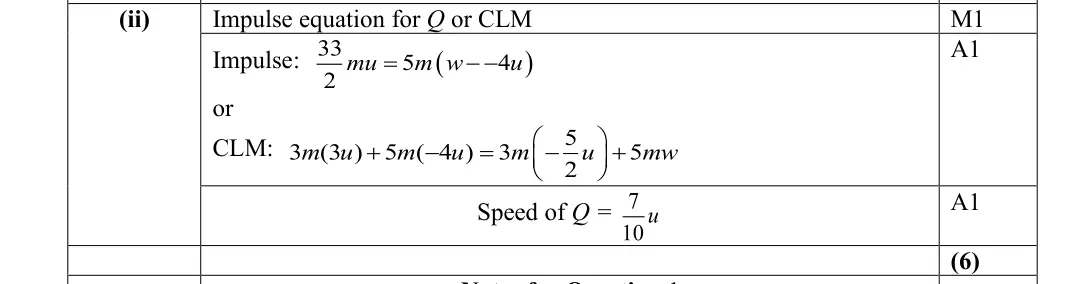 (ii) Impulse equation for Q or CLM M1
Impulse: 33/2 mu = 5m(w − −4u) A1
or
CLM: 3m(3u) + 5m(−4u) = 3m(−5/2 u) + 5mw
Speed of Q = 7/10 u A1
(6)